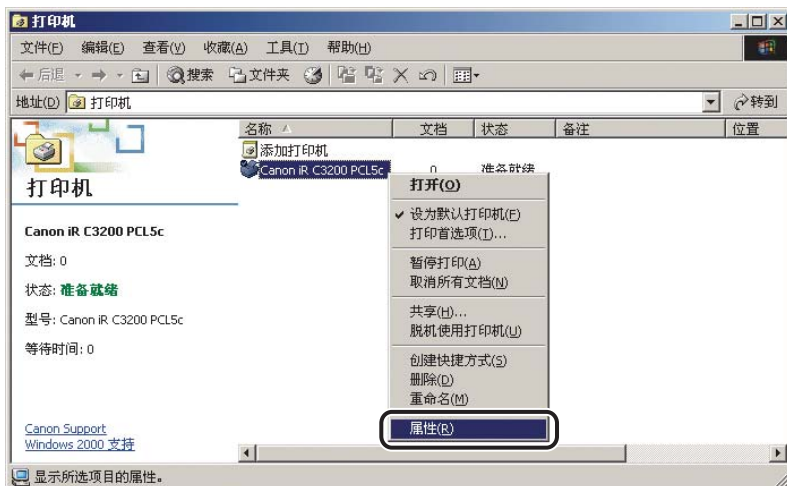 打印机
文件(F) 编辑(E) 查看(V) 收藏(A) 工具(T) 帮助(H)
后退 搜索 文件夹
地址(D) 打印机 转到
名称 文档 状态 备注 位置
添加打印机
Canon iR C3200 PCL5c 0 准备就绪
打印机
Canon iR C3200 PCL5c
文档: 0
状态: 准备就绪
型号: Canon iR C3200 PCL5c
等待时间: 0
Canon Support
Windows 2000 支持
打开(O)
设为默认打印机(F)
打印首选项(I)...
暂停打印(A)
取消所有文档(N)
共享(H)...
脱机使用打印机(U)
创建快捷方式(S)
删除(D)
重命名(M)
属性(R)
显示所选项目的属性。